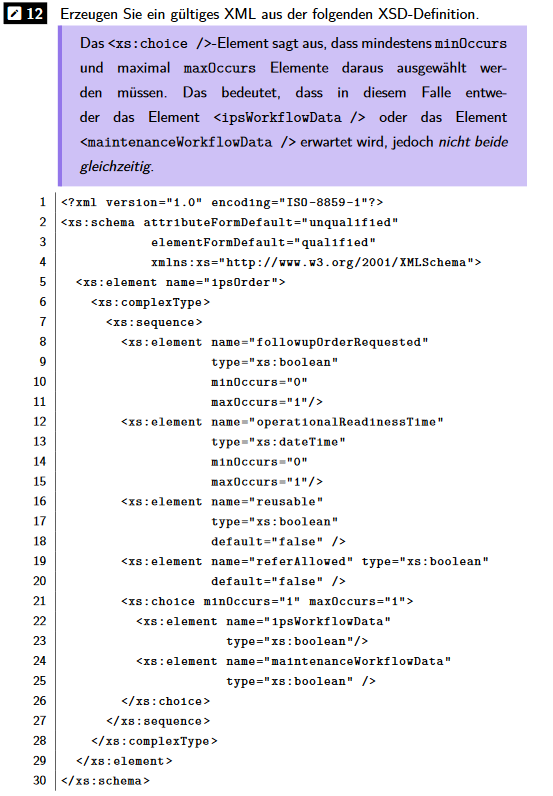 12 Erzeugen Sie ein gültiges XML aus der folgenden XSD-Definition.
Das <xs:choice />-Element sagt aus, dass mindestens minOccurs
und maximal maxOccurs Elemente daraus ausgewählt wer-
den müssen. Das bedeutet, dass in diesem Falle entwe-
der das Element <ipsWorkflowData /> oder das Element
<maintenanceWorkflowData /> erwartet wird, jedoch nicht beide
gleichzeitig.
1 <?xml version="1.0" encoding="ISO-8859-1"?>
2 <xs:schema attributeFormDefault="unqualified"
3 elementFormDefault="qualified"
4 xmlns:xs="http://www.w3.org/2001/XMLSchema">
5 <xs:element name="ipsOrder">
6 <xs:complexType>
7 <xs:sequence>
8 <xs:element name="followupOrderRequested"
9 type="xs:boolean"
10 minOccurs="0"
11 maxOccurs="1"/>
12 <xs:element name="operationalReadinessTime"
13 type="xs:dateTime"
14 minOccurs="0"
15 maxOccurs="1"/>
16 <xs:element name="reusable"
17 type="xs:boolean"
18 default="false" />
19 <xs:element name="referAllowed" type="xs:boolean"
20 default="false" />
21 <xs:choice minOccurs="1" maxOccurs="1">
22 <xs:element name="ipsWorkflowData"
23 type="xs:boolean"/>
24 <xs:element name="maintenanceWorkflowData"
25 type="xs:boolean" />
26 </xs:choice>
27 </xs:sequence>
28 </xs:complexType>
29 </xs:element>
30 </xs:schema>